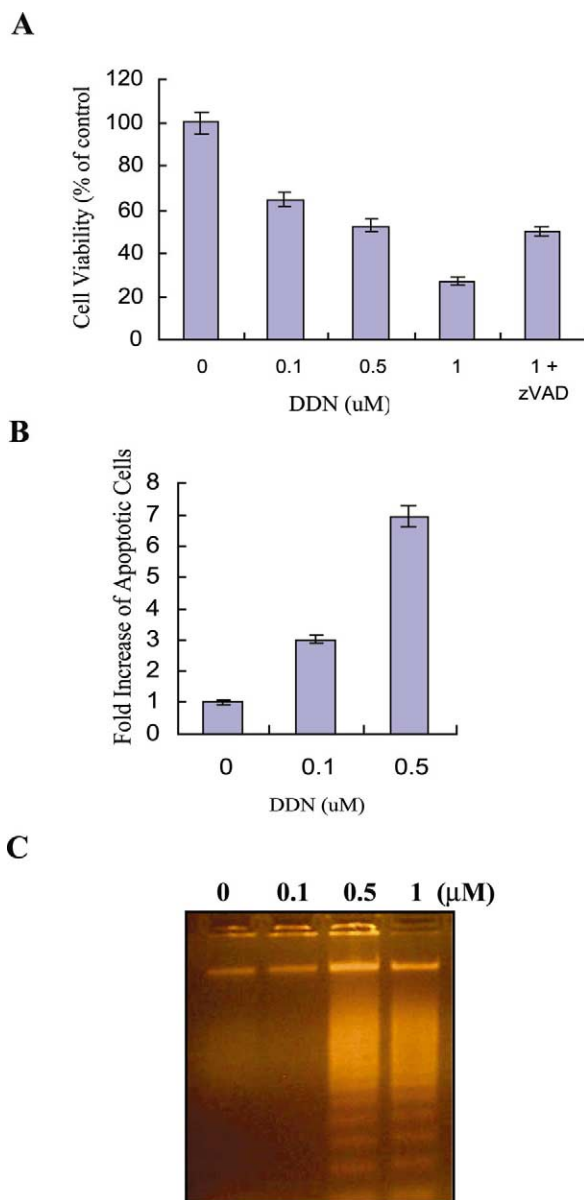 A
Cell Viability (% of control
120
100
80
60
40
20
0
0 0.1 0.5 1 1 + zVAD
DDN (uM)
B
Fold Increase of Apoptotic Cells
8
7
6
5
4
3
2
1
0
0 0.1 0.5
DDN (uM)
C
0 0.1 0.5 1 (μM)